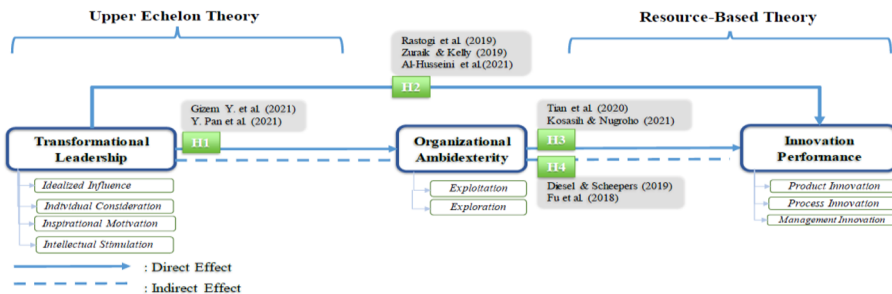 Upper Echelon Theory
Resource-Based Theory
Rastogi et al. (2019)
Zuraik & Kelly (2019)
Al-Husseini et al.(2021)
H2
Gizem Y. et al. (2021)
Y. Pan et al. (2021)
H1
Tian et al. (2020)
Kosasih & Nugroho (2021)
H3
Transformational
Leadership
Organizational
Ambidexterity
Innovation
Performance
H4
Diesel & Scheepers (2019)
Fu et al. (2018)
Idealized Influence
Individual Consideration
Inspirational Motivation
Intellectual Stimulation
Exploitation
Exploration
Product Innovation
Process Innovation
Management Innovation
: Direct Effect
: Indirect Effect